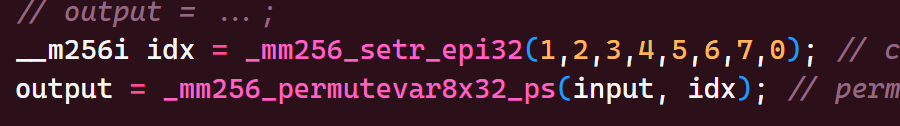 // output = ...;
__m256i idx = _mm256_setr_epi32(1,2,3,4,5,6,7,0); // c
output = _mm256_permutevar8x32_ps(input, idx); // perm